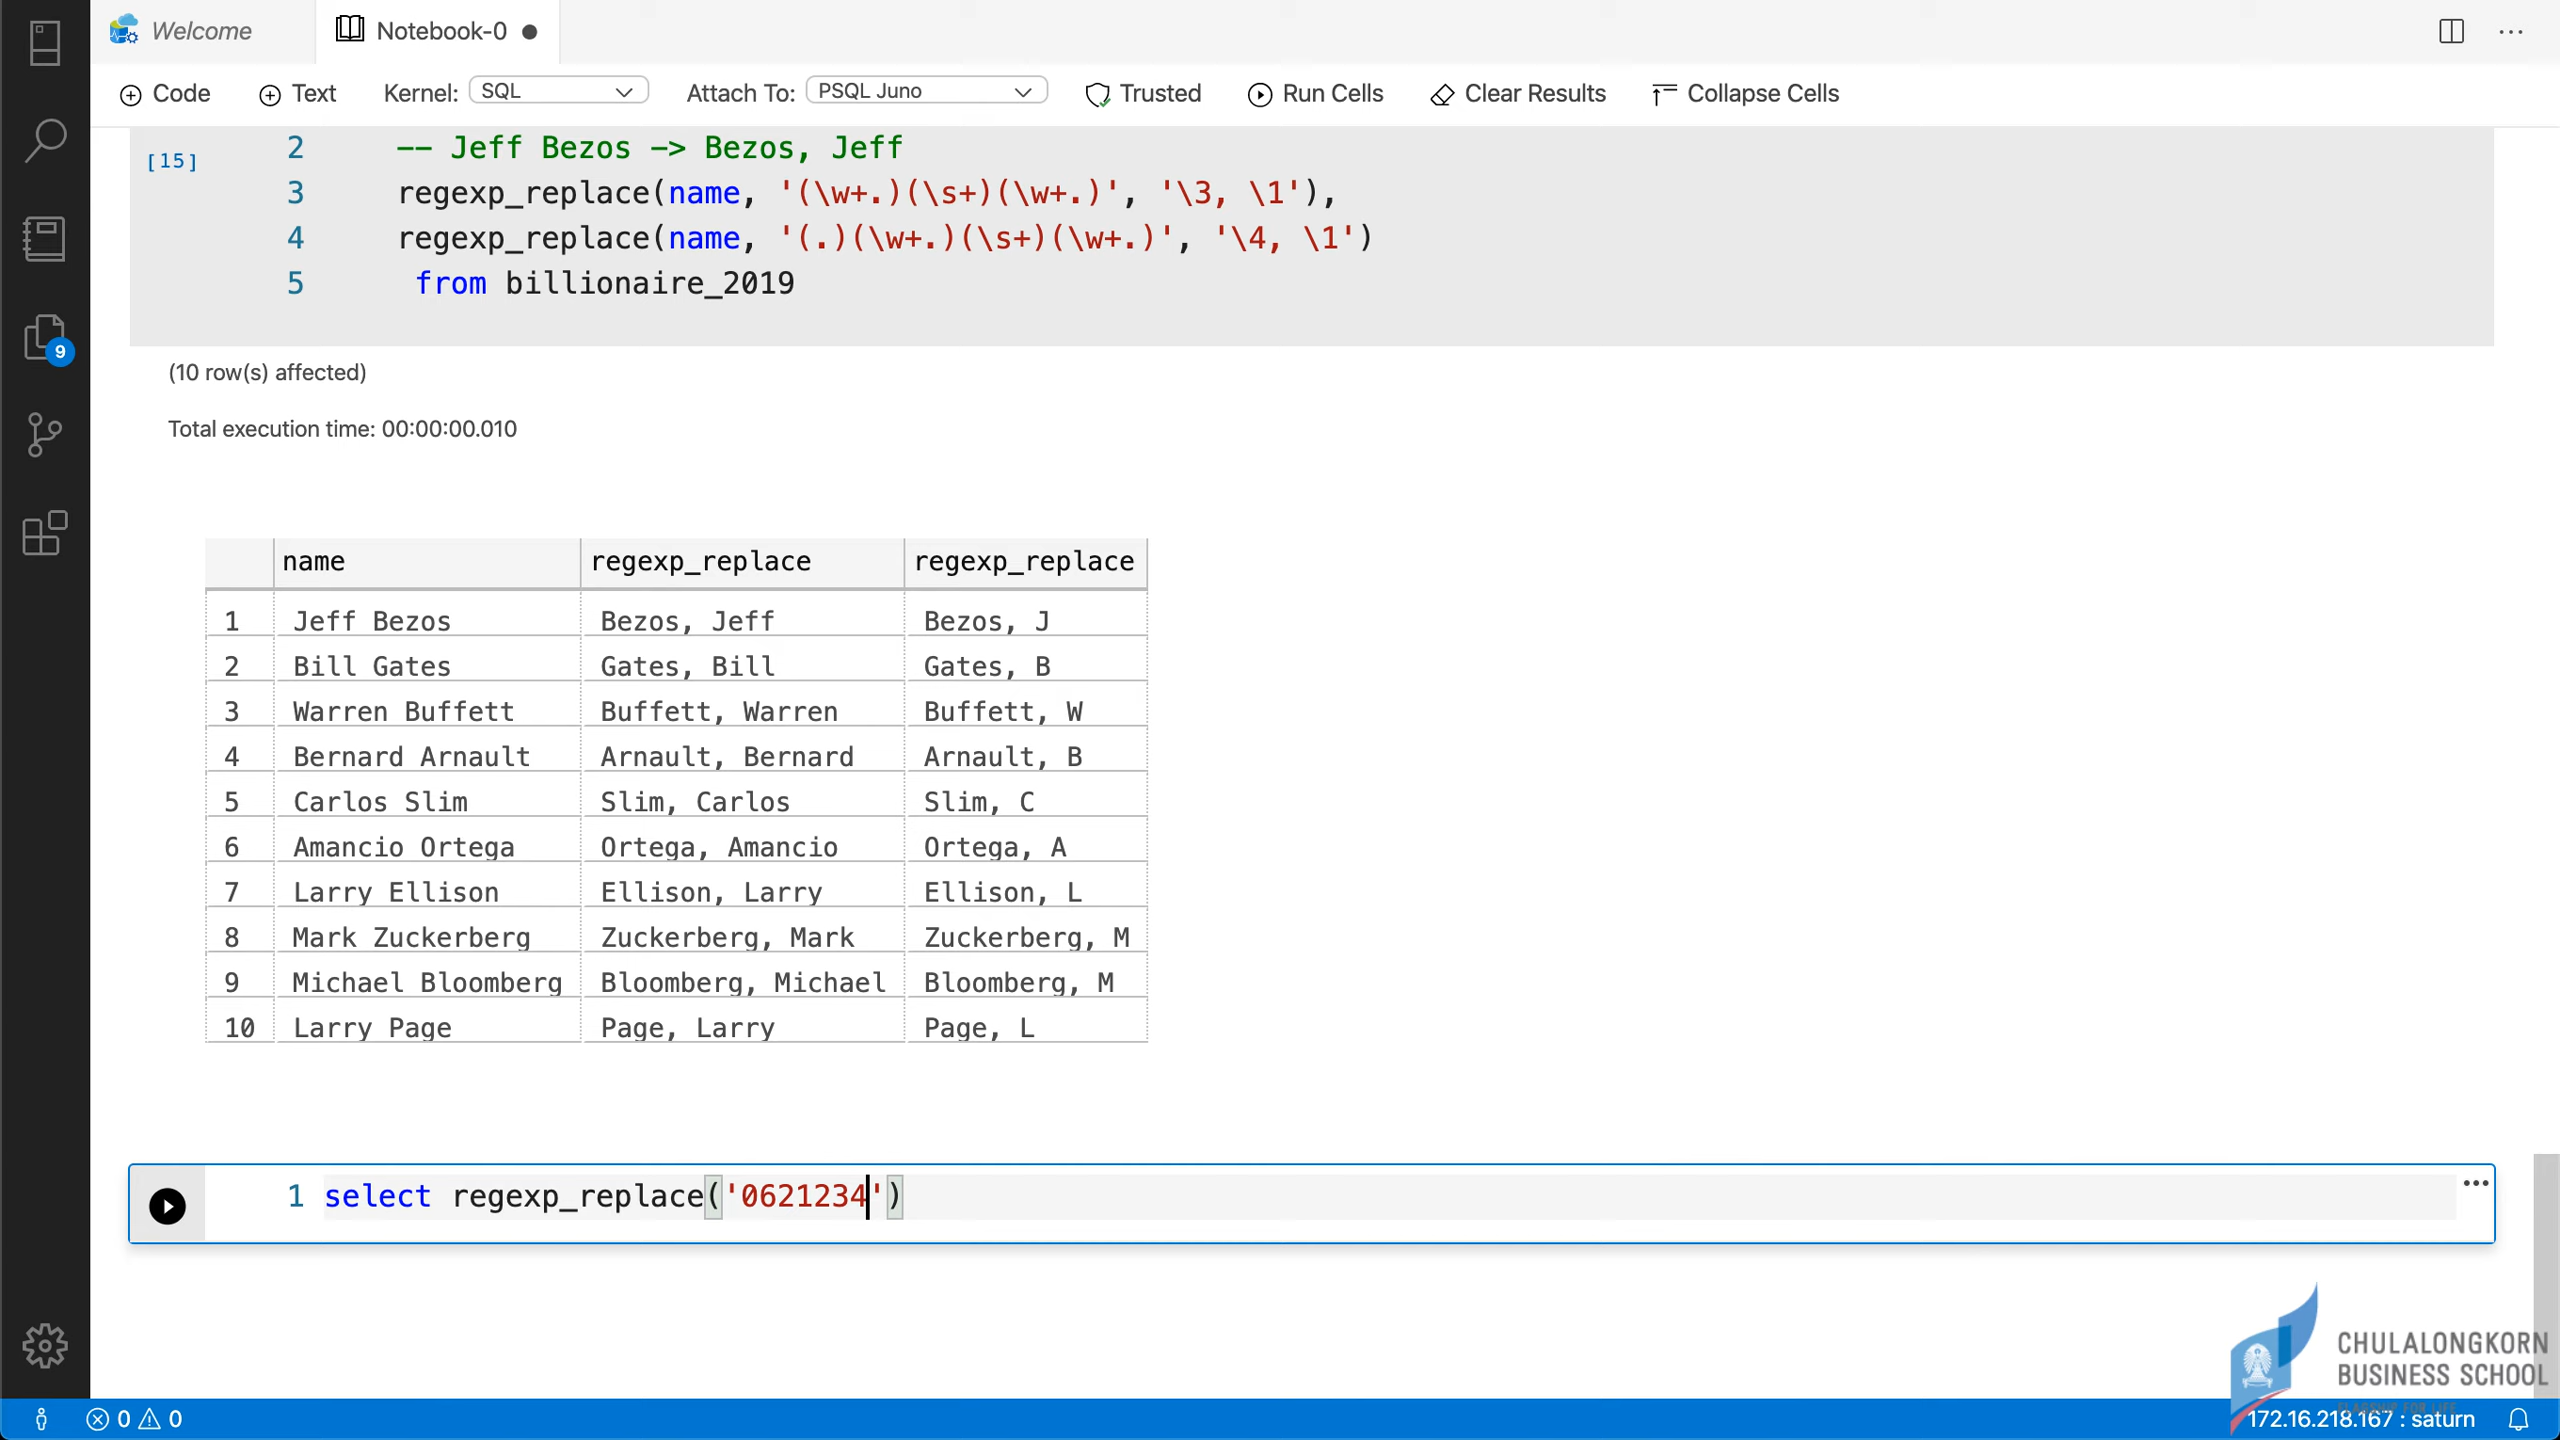 Welcome
Notebook-0
Code Text Kernel: SQL Attach To: PSQL Juno Trusted Run Cells Clear Results Collapse Cells
[15]
2 -- Jeff Bezos -> Bezos, Jeff
3 regexp_replace(name, '(\w+.)(\s+)(\w+.)', '\3, \1'),
4 regexp_replace(name, '(.)(\w+.)(\s+)(\w+.)', '\4, \1')
5 from billionaire_2019
9
(10 row(s) affected)
Total execution time: 00:00:00.010
name regexp_replace regexp_replace
1 Jeff Bezos Bezos, Jeff Bezos, J
2 Bill Gates Gates, Bill Gates, B
3 Warren Buffett Buffett, Warren Buffett, W
4 Bernard Arnault Arnault, Bernard Arnault, B
5 Carlos Slim Slim, Carlos Slim, C
6 Amancio Ortega Ortega, Amancio Ortega, A
7 Larry Ellison Ellison, Larry Ellison, L
8 Mark Zuckerberg Zuckerberg, Mark Zuckerberg, M
9 Michael Bloomberg Bloomberg, Michael Bloomberg, M
10 Larry Page Page, Larry Page, L
1 select regexp_replace('0621234')
CHULALONGKORN
BUSINESS SCHOOL
FLAGSHIP FOR LIFE
0 0
172.16.218.167 : saturn